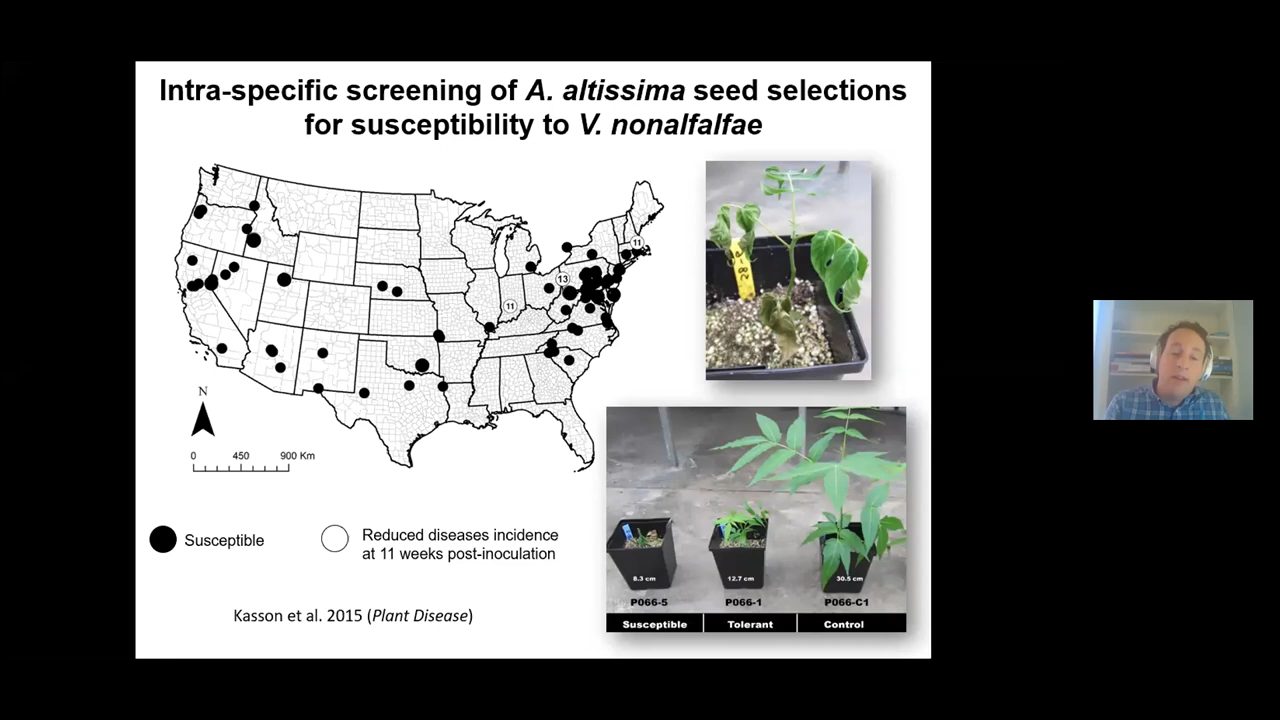 Intra-specific screening of A. altissima seed selections
for susceptibility to V. nonalfalfae
N
0 450 900 Km
11
13
11
Susceptible
Reduced diseases incidence
at 11 weeks post-inoculation
Kasson et al. 2015 (Plant Disease)
8.3 cm 12.7 cm 30.5 cm
P066-5 P066-1 P066-C1
Susceptible Tolerant Control